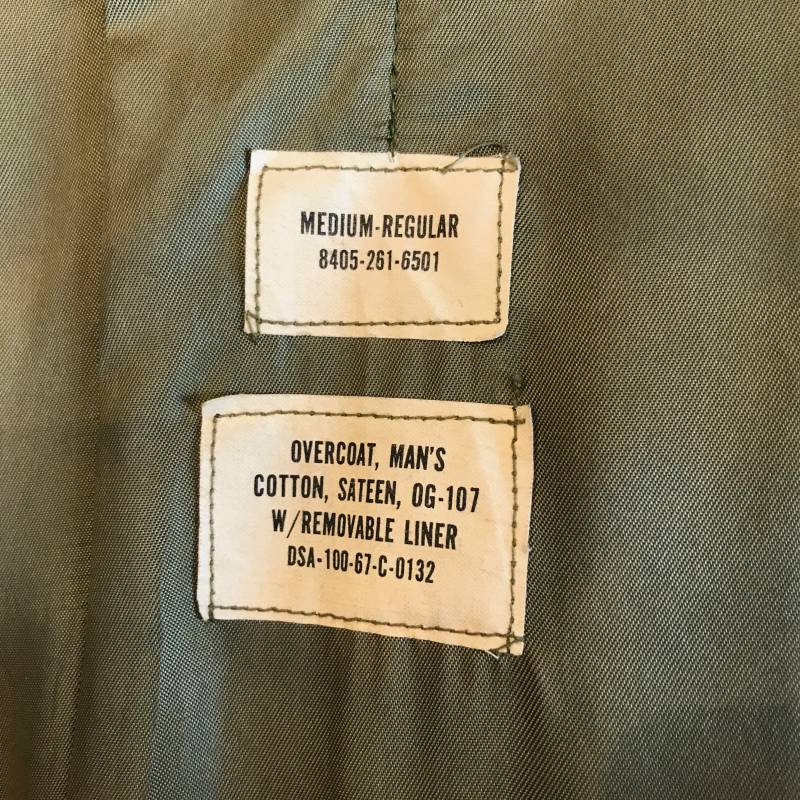 MEDIUM-REGULAR
8405-261-6501
OVERCOAT, MAN'S
COTTON, SATEEN, OG-107
W/REMOVABLE LINER
DSA-100-67-C-0132